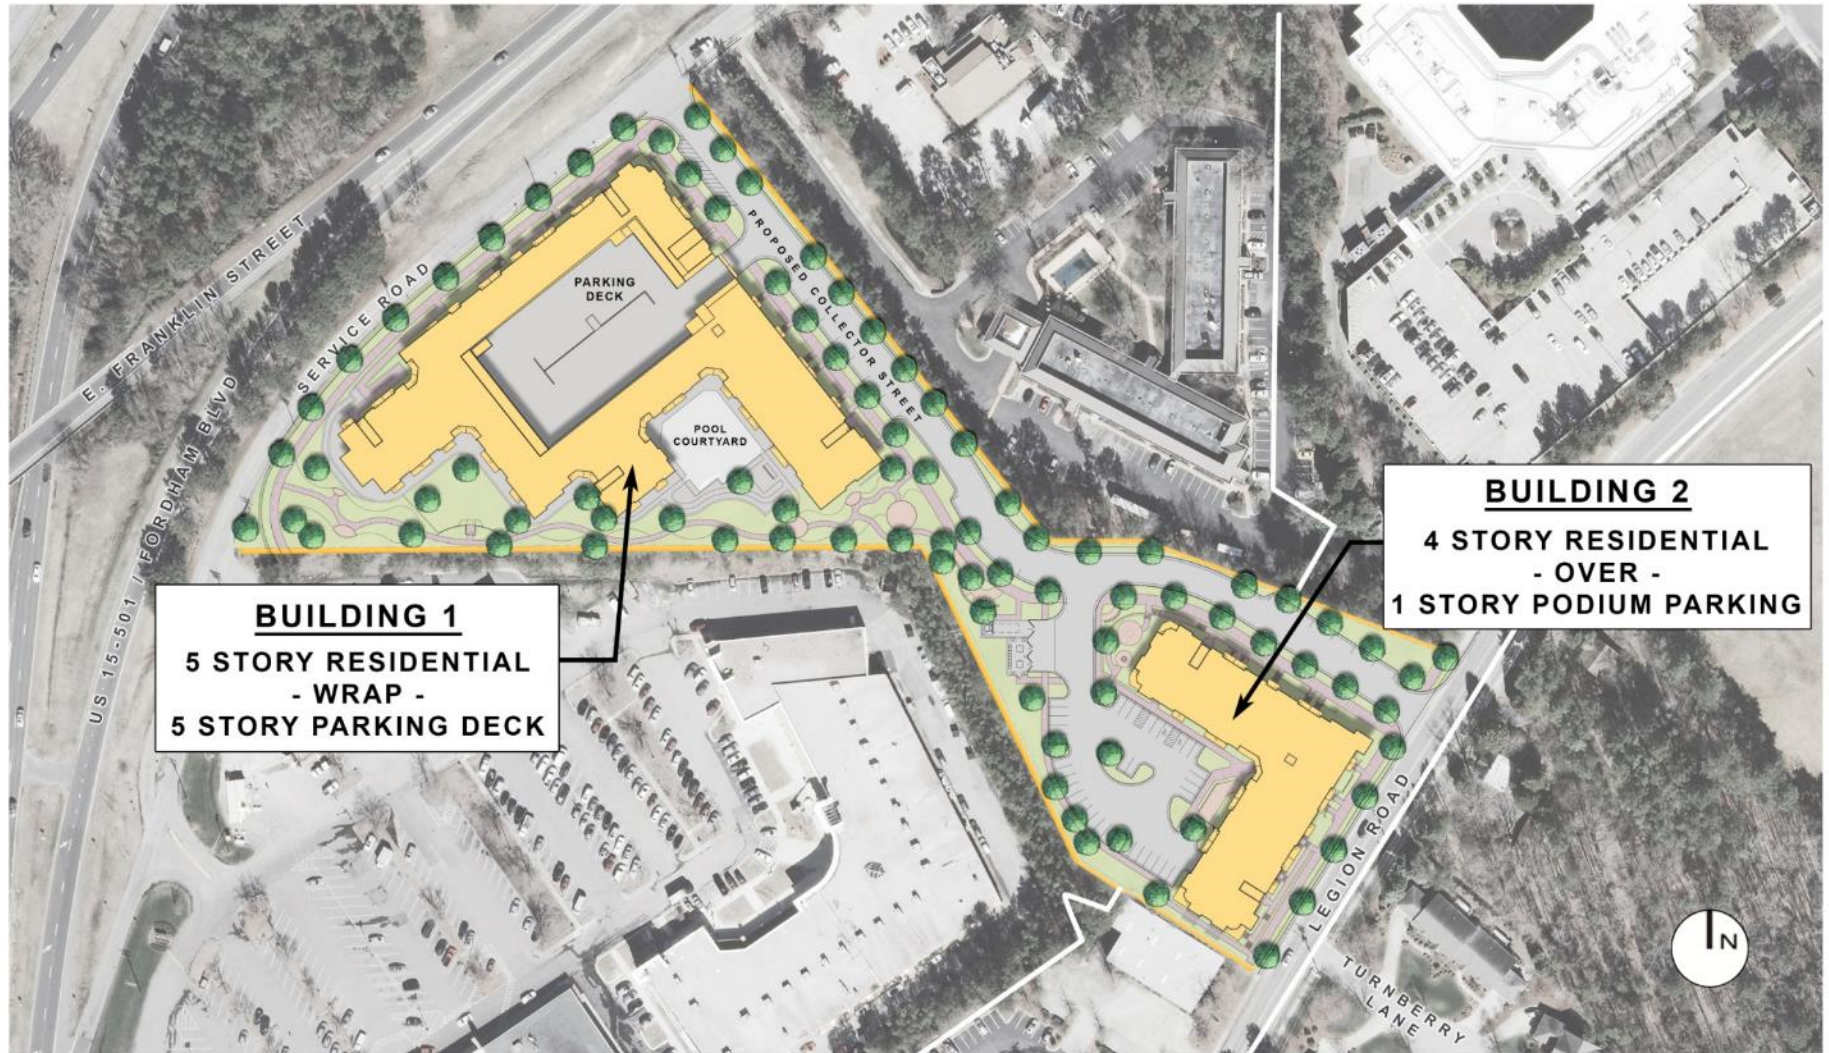 E. FRANKLIN STREET
SERVICE ROAD
US 15-501 / FORDHAM BLVD
PARKING
DECK
PROPOSED COLLECTOR STREET
POOL
COURTYARD
BUILDING 1
5 STORY RESIDENTIAL
- WRAP -
5 STORY PARKING DECK
BUILDING 2
4 STORY RESIDENTIAL
- OVER -
1 STORY PODIUM PARKING
LEGION ROAD
TURNBERRY
LANE
N